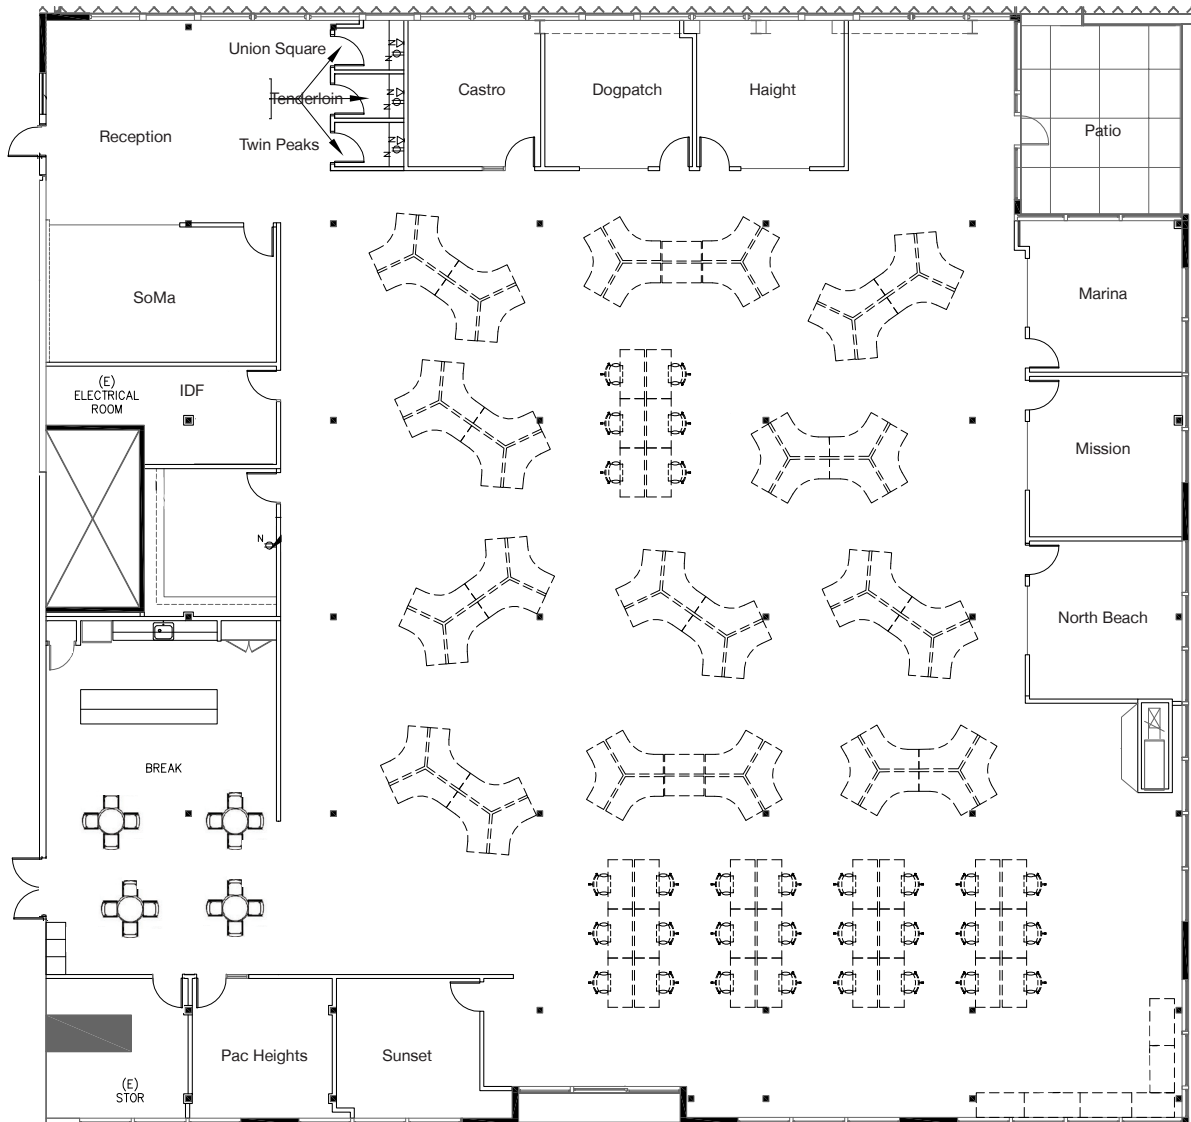 Union Square
Tenderloin
Twin Peaks
Reception
Castro
Dogpatch
Haight
Patio
SoMa
Marina
(E)
ELECTRICAL
ROOM
IDF
Mission
N
N
N
N
North Beach
BREAK
Pac Heights
Sunset
(E)
STOR